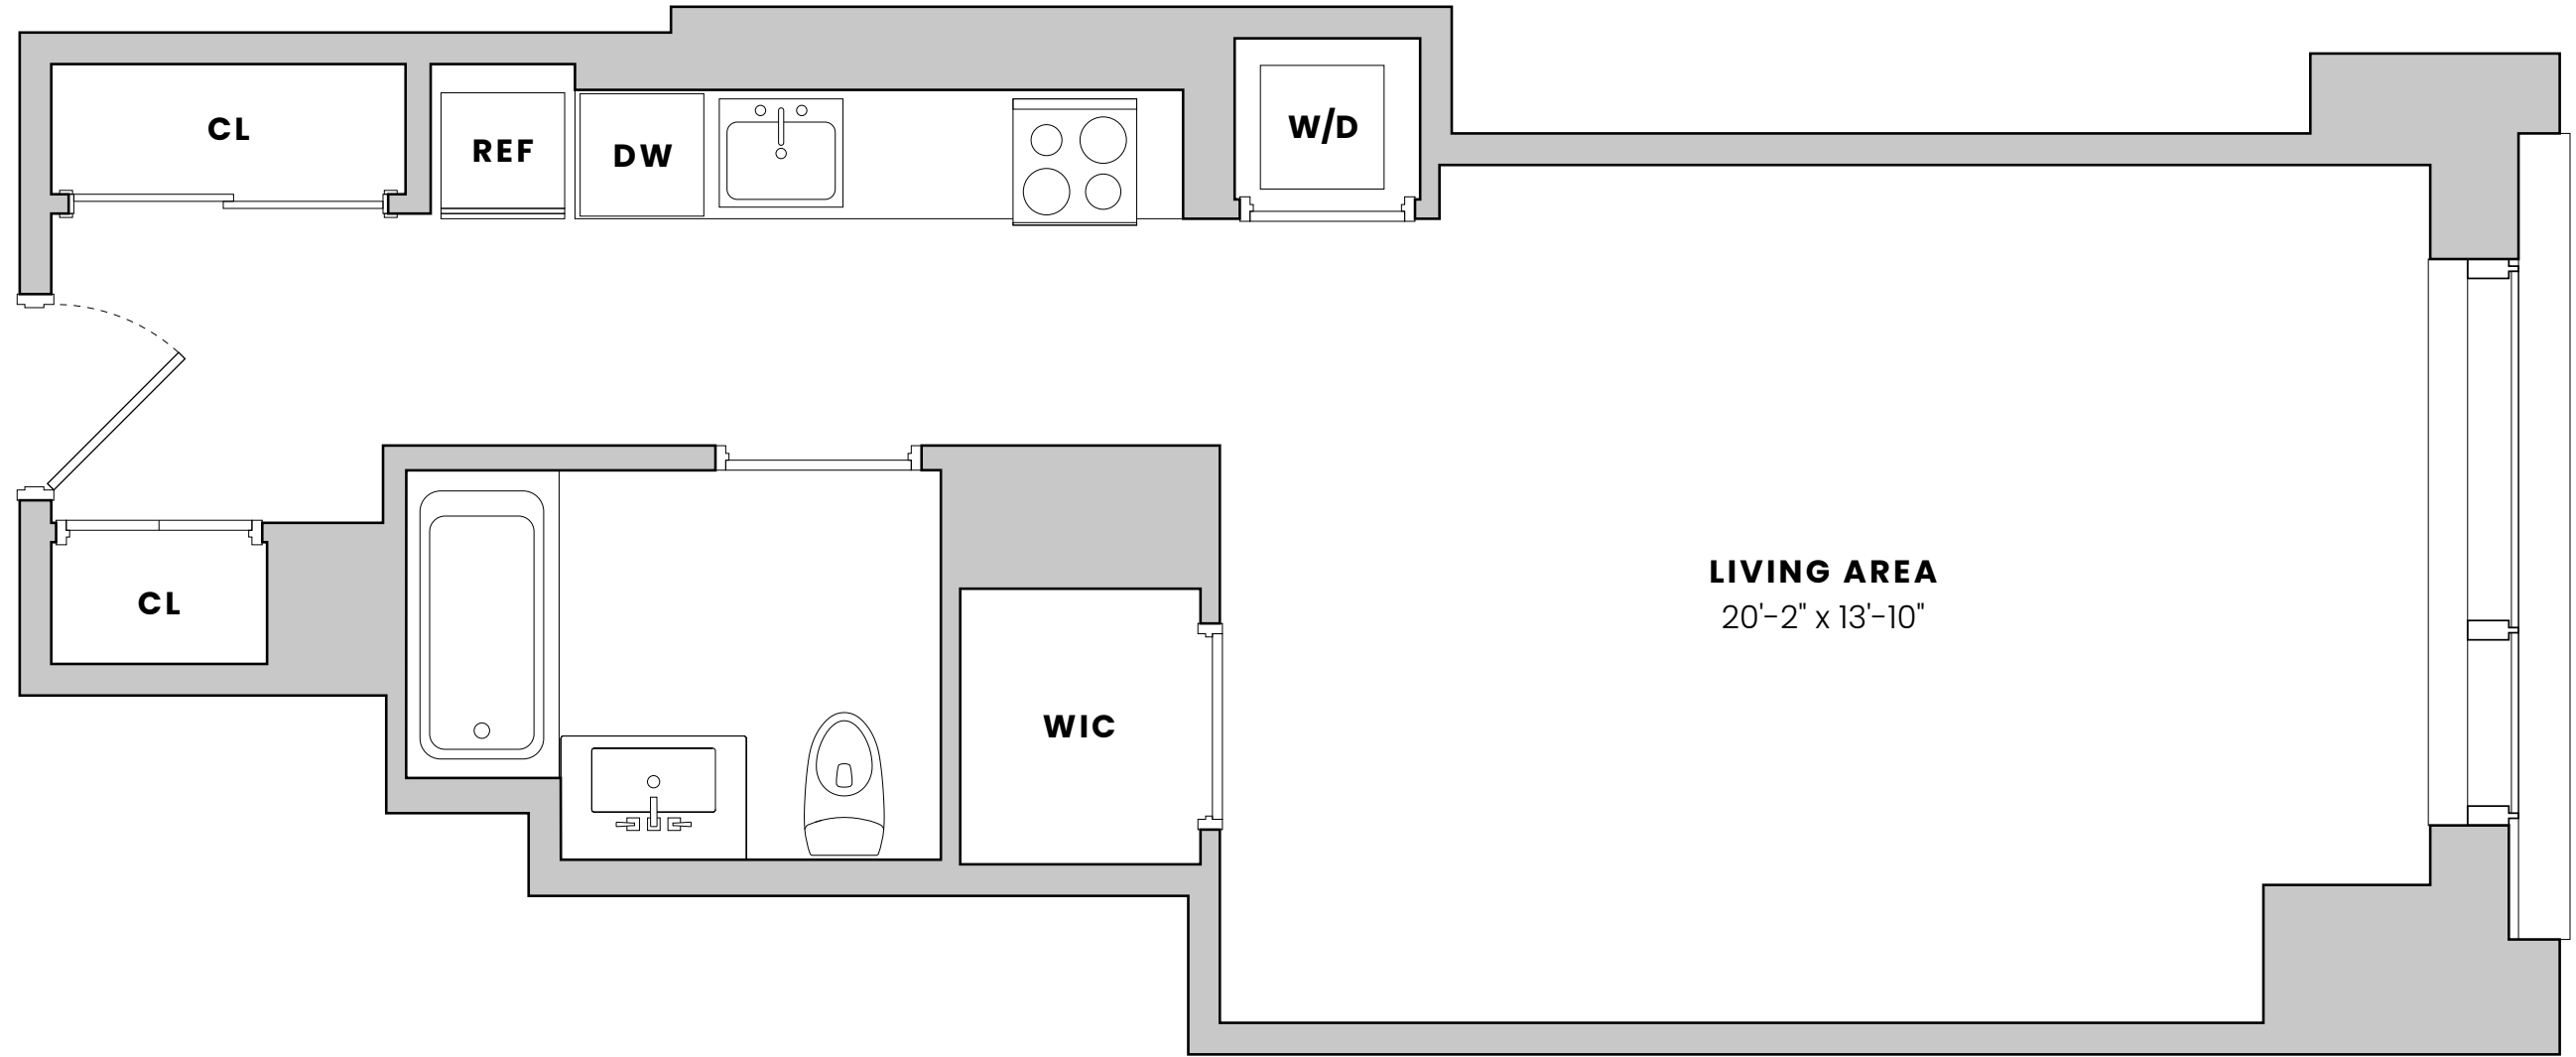 CL
REF
DW
W/D
LIVING AREA
20'-2" x 13'-10"
CL
WIC